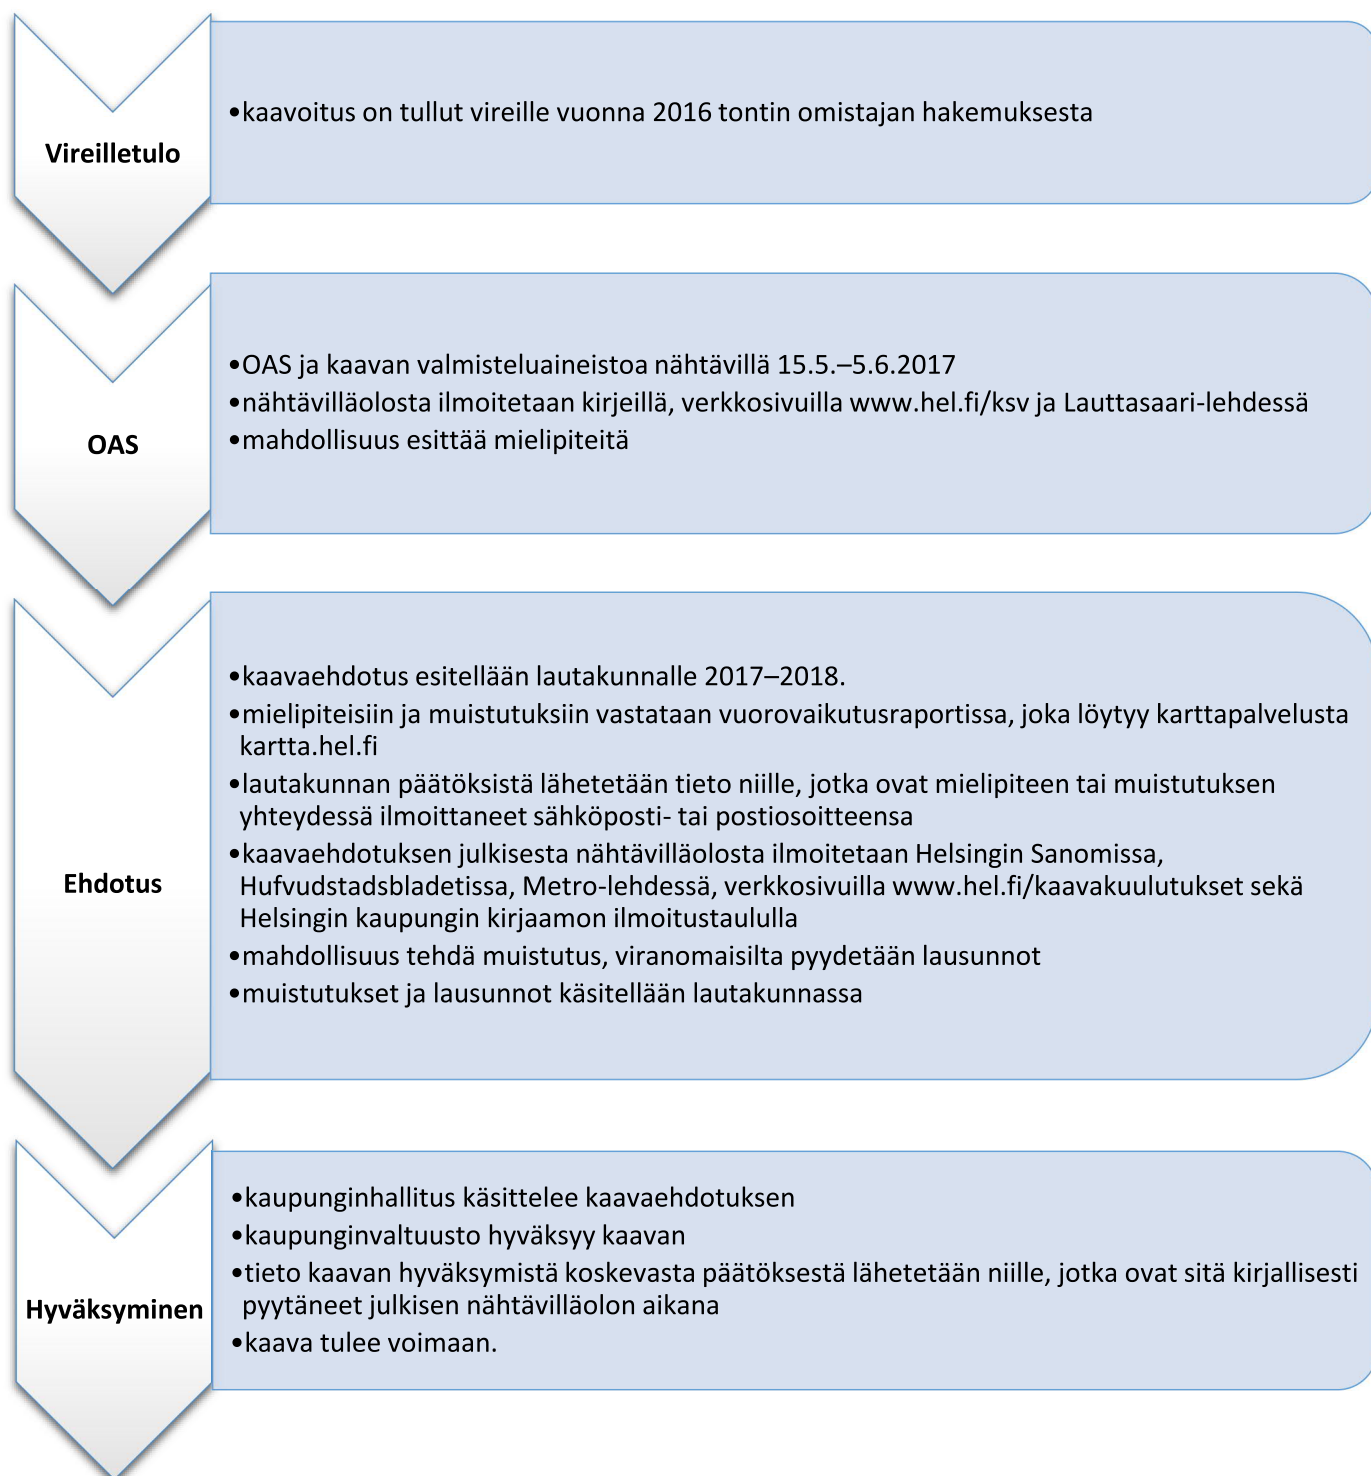 Vireilletulo
•kaavoitus on tullut vireille vuonna 2016 tontin omistajan hakemuksesta
OAS
•OAS ja kaavan valmisteluaineistoa nähtävillä 15.5.–5.6.2017
•nähtävilläolosta ilmoitetaan kirjeillä, verkkosivuilla www.hel.fi/ksv ja Lauttasaari-lehdessä
•mahdollisuus esittää mielipiteitä
Ehdotus
•kaavaehdotus esitellään lautakunnalle 2017–2018.
•mielipiteisiin ja muistutuksiin vastataan vuorovaikutusraportissa, joka löytyy karttapalvelusta
kartta.hel.fi
•lautakunnan päätöksistä lähetetään tieto niille, jotka ovat mielipiteen tai muistutuksen
yhteydessä ilmoittaneet sähköposti- tai postiosoitteensa
•kaavaehdotuksen julkisesta nähtävilläolosta ilmoitetaan Helsingin Sanomissa,
Hufvudstadsbladetissa, Metro-lehdessä, verkkosivuilla www.hel.fi/kaavakuulutukset sekä
Helsingin kaupungin kirjaamon ilmoitustaululla
•mahdollisuus tehdä muistutus, viranomaisilta pyydetään lausunnot
•muistutukset ja lausunnot käsitellään lautakunnassa
Hyväksyminen
•kaupunginhallitus käsittelee kaavaehdotuksen
•kaupunginvaltuusto hyväksyy kaavan
•tieto kaavan hyväksymistä koskevasta päätöksestä lähetetään niille, jotka ovat sitä kirjallisesti
pyytäneet julkisen nähtävilläolon aikana
•kaava tulee voimaan.